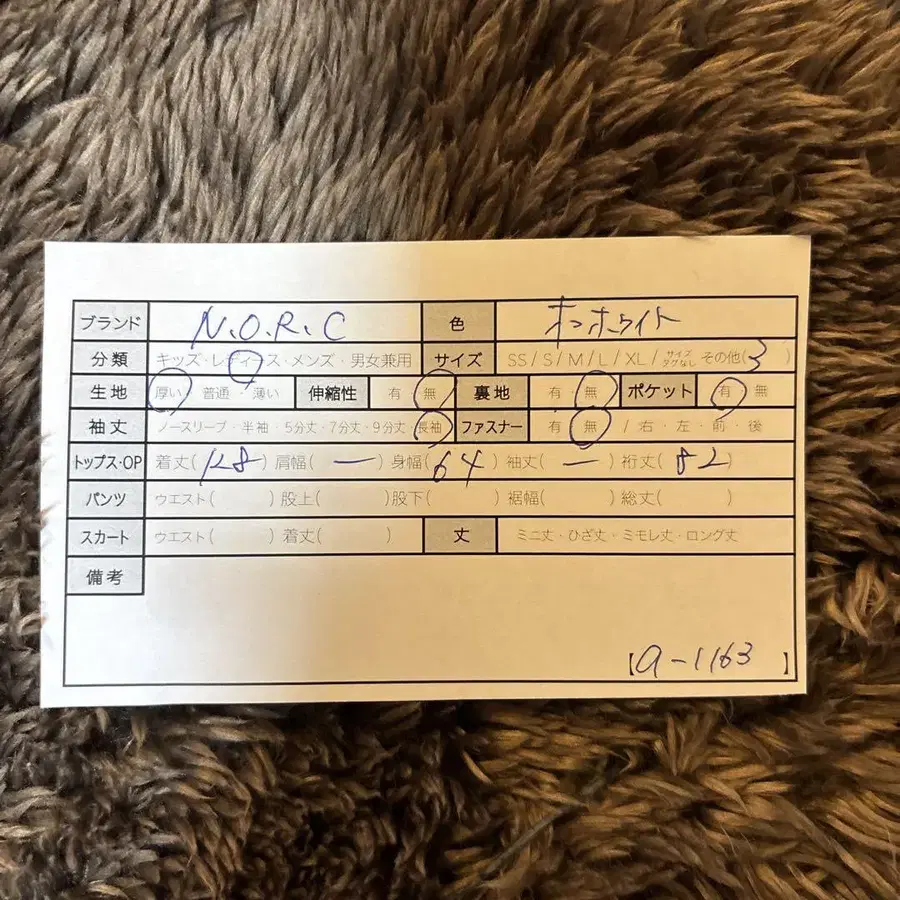 ブランド N.O.R.C 色 オフホワイト
分類 キッズ・レディース・メンズ・男女兼用 サイズ SS / S / M / L / XL / サイズタグなし その他(3)
生地 厚い・普通・薄い 伸縮性 有・無 裏地 有・無 ポケット 有・無
袖丈 ノースリーブ・半袖・5分丈・7分丈・9分丈・長袖 ファスナー 有・無 / 右・左・前・後
トップス・OP 着丈(128) 肩幅(ー) 身幅(64) 袖丈(ー) 裄丈(82)
パンツ ウエスト( ) 股上( ) 股下( ) 裾幅( ) 総丈( )
スカート ウエスト( ) 着丈( ) 丈 ミニ丈・ひざ丈・ミモレ丈・ロング丈
備考
【a-1163 】